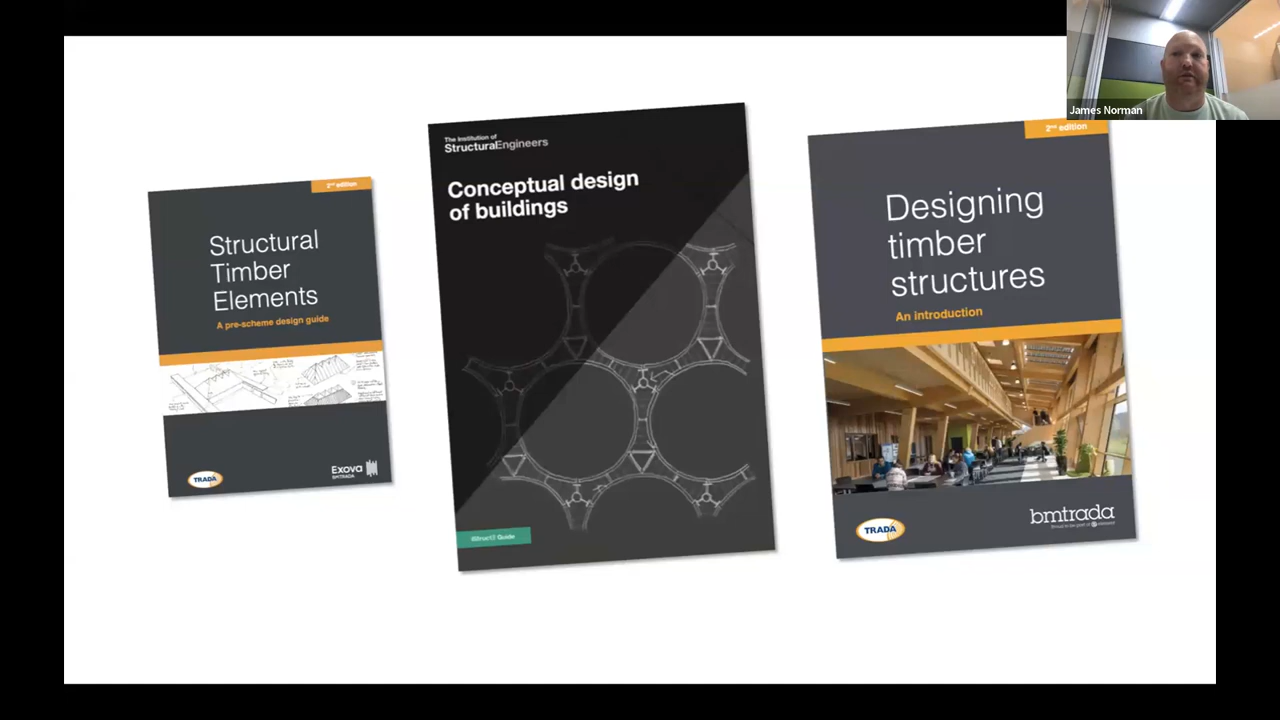 James Norman
2nd edition
Structural
Timber
Elements
A pre-scheme design guide
TRADA
Exova
BMTRADA
The Institution of
StructuralEngineers
Conceptual design
of buildings
IStructE Guide
2nd edition
Designing
timber
structures
An introduction
TRADA
bmtrada